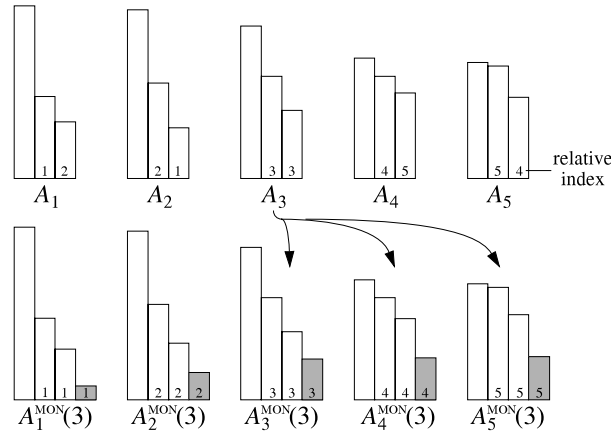 1 2 2 1 3 3 4 5 5 4
relative
index
A1 A2 A3 A4 A5
1 1 1 2 2 2 3 3 3 4 4 4 5 5 5
A1MON(3) A2MON(3) A3MON(3) A4MON(3) A5MON(3)